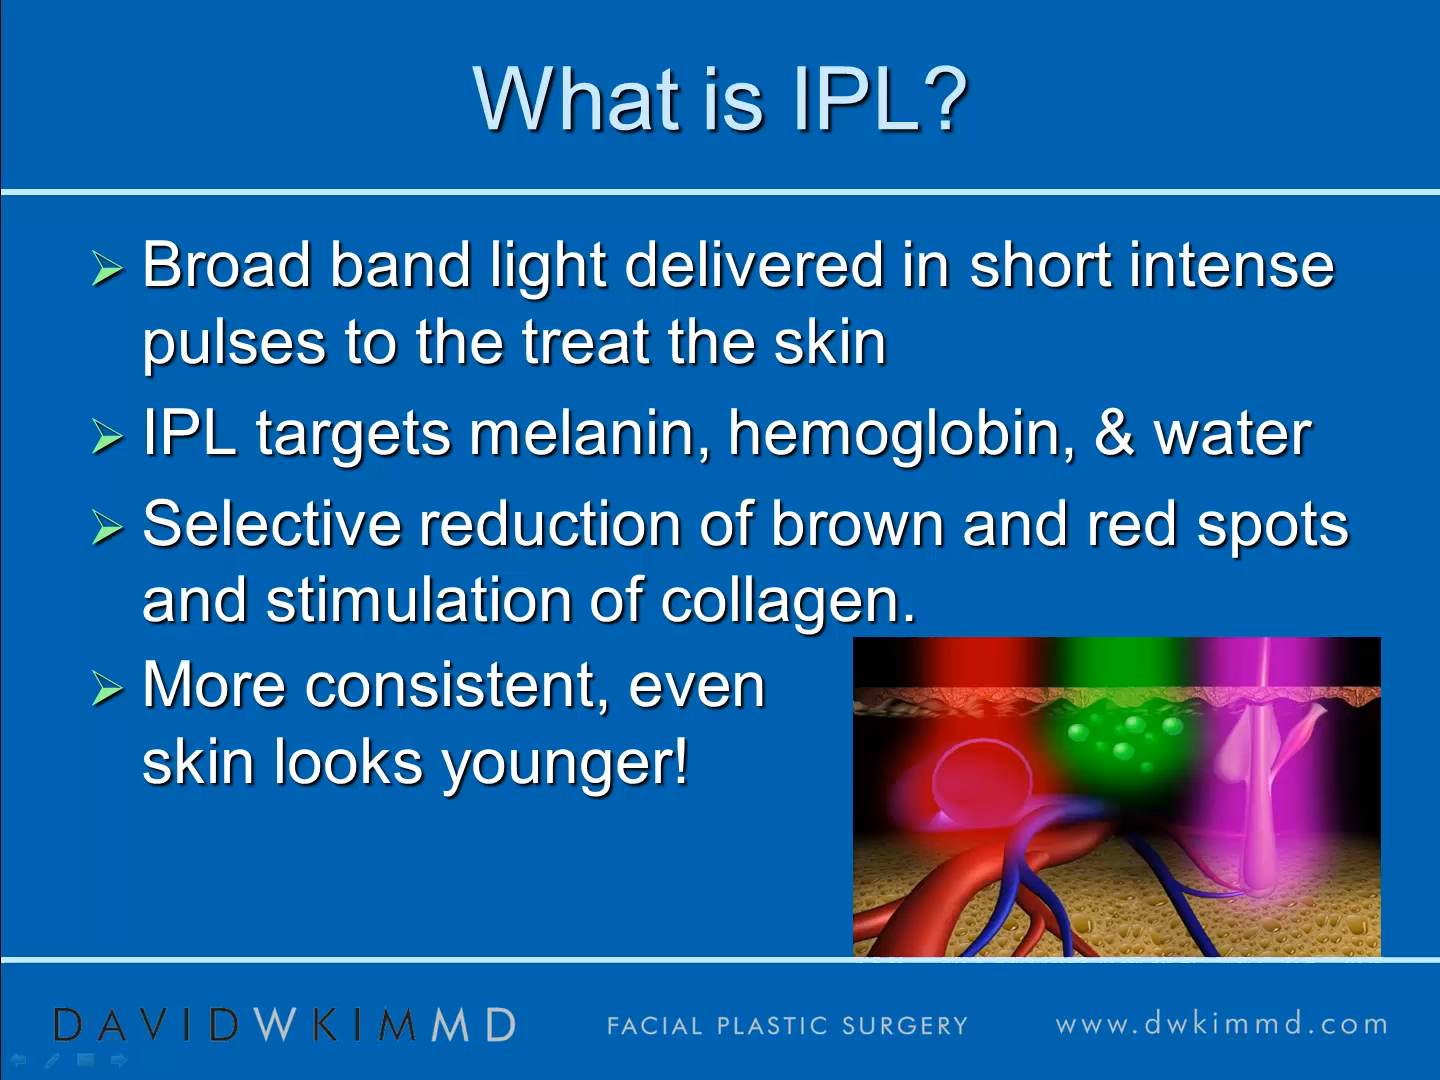 What is IPL?
Broad band light delivered in short intense
pulses to the treat the skin
IPL targets melanin, hemoglobin, & water
Selective reduction of brown and red spots
and stimulation of collagen.
More consistent, even
skin looks younger!
DAVIDWKIMMD
FACIAL PLASTIC SURGERY
www.dwkimmd.com